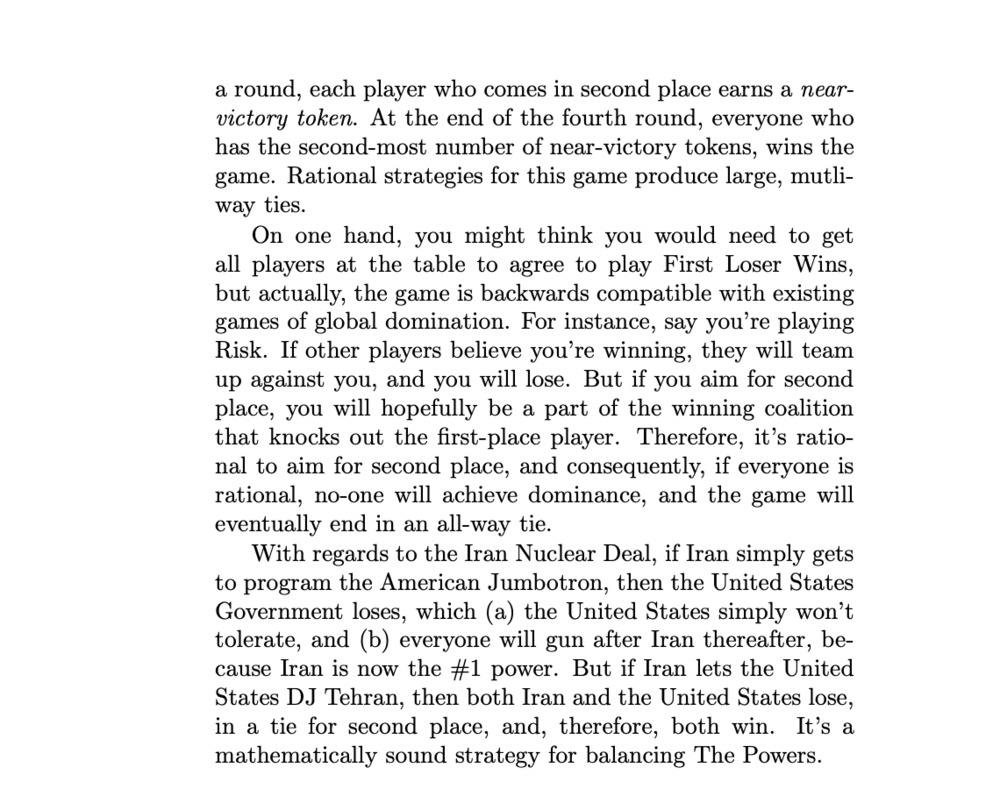 a round, each player who comes in second place earns a near-
victory token. At the end of the fourth round, everyone who
has the second-most number of near-victory tokens, wins the
game. Rational strategies for this game produce large, mutli-
way ties.
On one hand, you might think you would need to get
all players at the table to agree to play First Loser Wins,
but actually, the game is backwards compatible with existing
games of global domination. For instance, say you're playing
Risk. If other players believe you're winning, they will team
up against you, and you will lose. But if you aim for second
place, you will hopefully be a part of the winning coalition
that knocks out the first-place player. Therefore, it's ratio-
nal to aim for second place, and consequently, if everyone is
rational, no-one will achieve dominance, and the game will
eventually end in an all-way tie.
With regards to the Iran Nuclear Deal, if Iran simply gets
to program the American Jumbotron, then the United States
Government loses, which (a) the United States simply won't
tolerate, and (b) everyone will gun after Iran thereafter, be-
cause Iran is now the #1 power. But if Iran lets the United
States DJ Tehran, then both Iran and the United States lose,
in a tie for second place, and, therefore, both win. It's a
mathematically sound strategy for balancing The Powers.